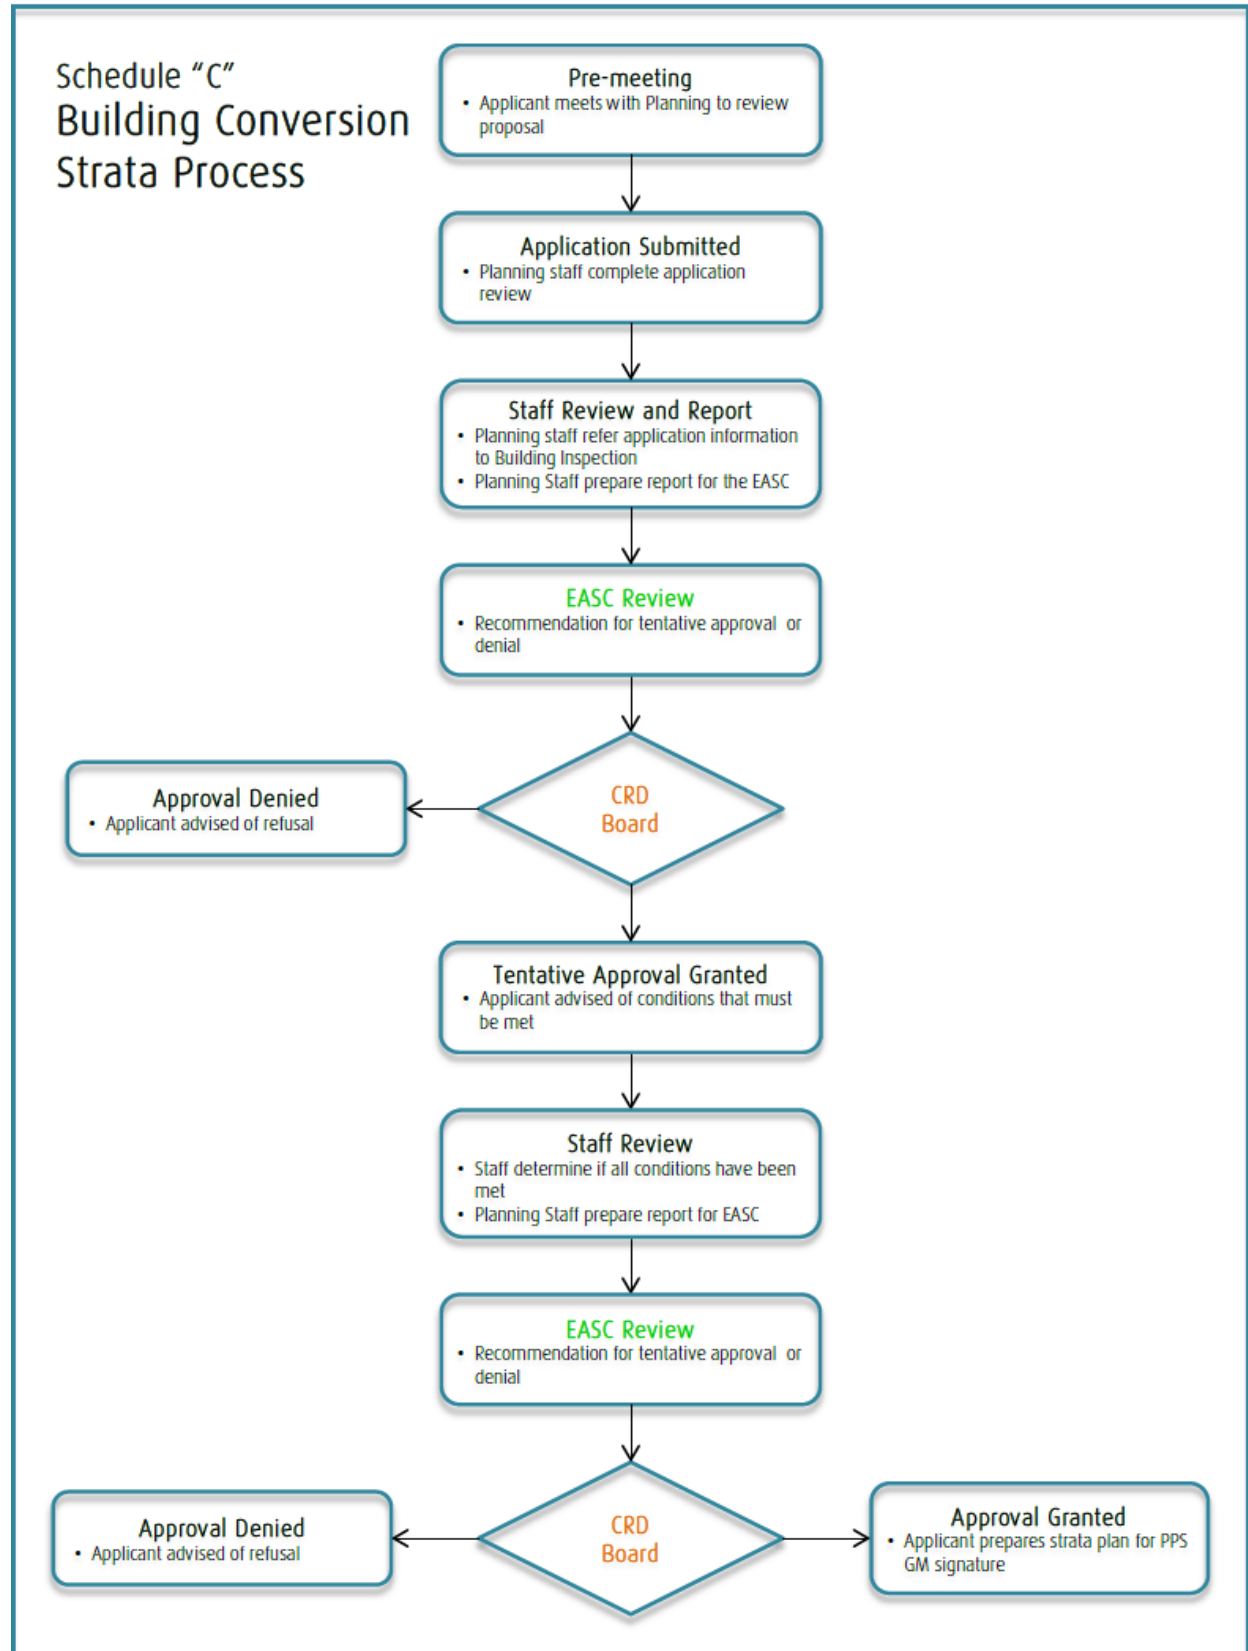 Schedule “C”
Building Conversion
Strata Process
Pre-meeting
• Applicant meets with Planning to review
proposal
Application Submitted
• Planning staff complete application
review
Staff Review and Report
• Planning staff refer application information
to Building Inspection
• Planning Staff prepare report for the EASC
EASC Review
• Recommendation for tentative approval or
denial
CRD
Board
Approval Denied
• Applicant advised of refusal
Tentative Approval Granted
• Applicant advised of conditions that must
be met
Staff Review
• Staff determine if all conditions have been
met
• Planning Staff prepare report for EASC
EASC Review
• Recommendation for tentative approval or
denial
CRD
Board
Approval Denied
• Applicant advised of refusal
Approval Granted
• Applicant prepares strata plan for PPS
GM signature